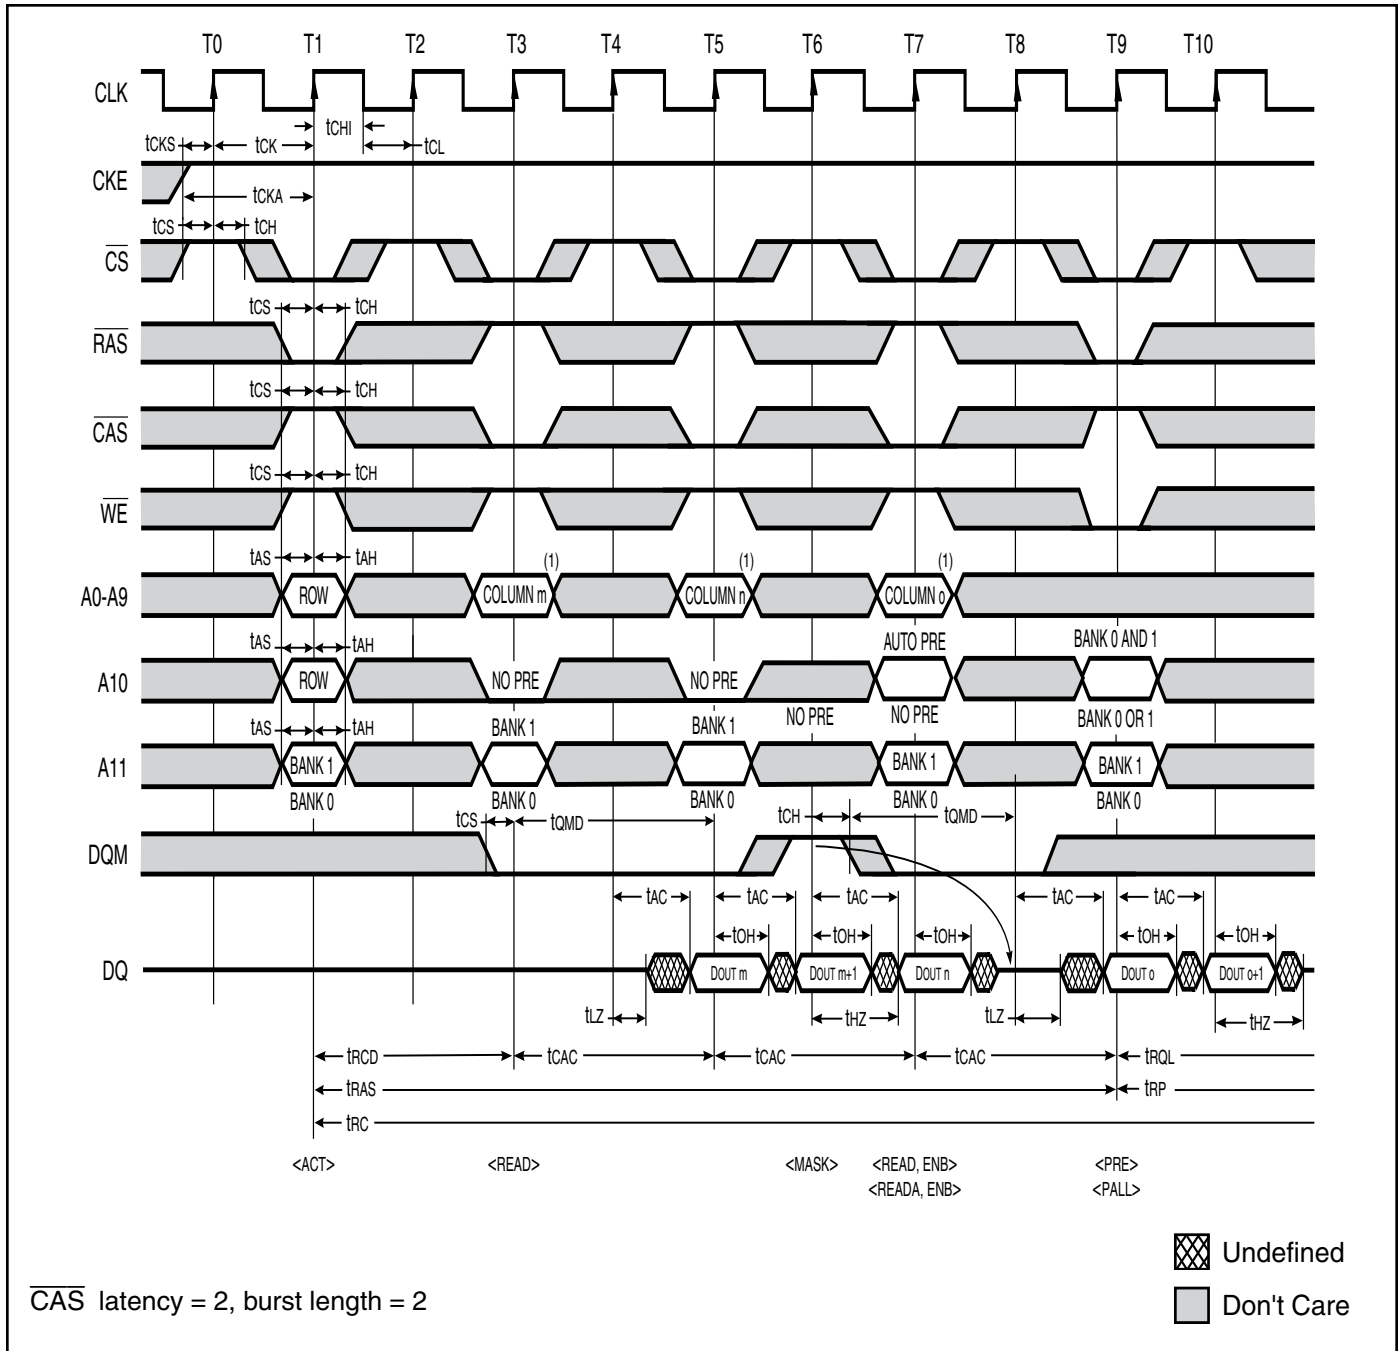 T0 T1 T2 T3 T4 T5 T6 T7 T8 T9 T10
CLK
tCHI
tCKS tCK tCL
CKE
tCKA
tCS tCH
CS
tCS tCH
RAS
tCS tCH
CAS
tCS tCH
WE
tAS tAH (1) (1) (1)
A0-A9 ROW COLUMN m COLUMN n COLUMN o
tAS tAH AUTO PRE BANK 0 AND 1
A10 ROW NO PRE NO PRE
NO PRE NO PRE BANK 0 OR 1
tAS tAH BANK 1 BANK 1
A11 BANK 1 BANK 1 BANK 1
BANK 0 BANK 0 BANK 0 BANK 0 BANK 0
tCS tQMD tCH tQMD
DQM
tAC tAC tAC tAC tAC
tOH tOH tOH tOH tOH
DQ DOUT m DOUT m+1 DOUT n DOUT o DOUT o+1
tLZ tHZ tLZ tHZ
tRCD tCAC tCAC tCAC tRQL
tRAS tRP
tRC
<ACT> <READ> <MASK> <READ, ENB> <PRE>
<READA, ENB> <PALL>
Undefined
CAS latency = 2, burst length = 2
Don't Care